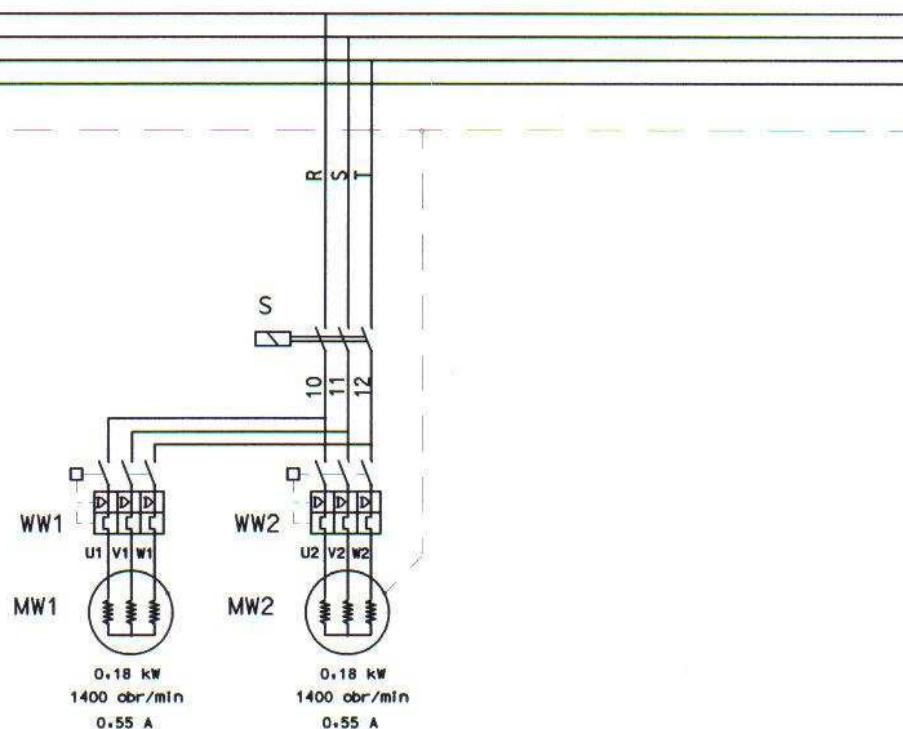 R S T
S
10 11 12
WW1
WW2
U1 V1 W1
U2 V2 W2
MW1
MW2
0.18 kW
1400 obr/min
0.55 A
0.18 kW
1400 obr/min
0.55 A